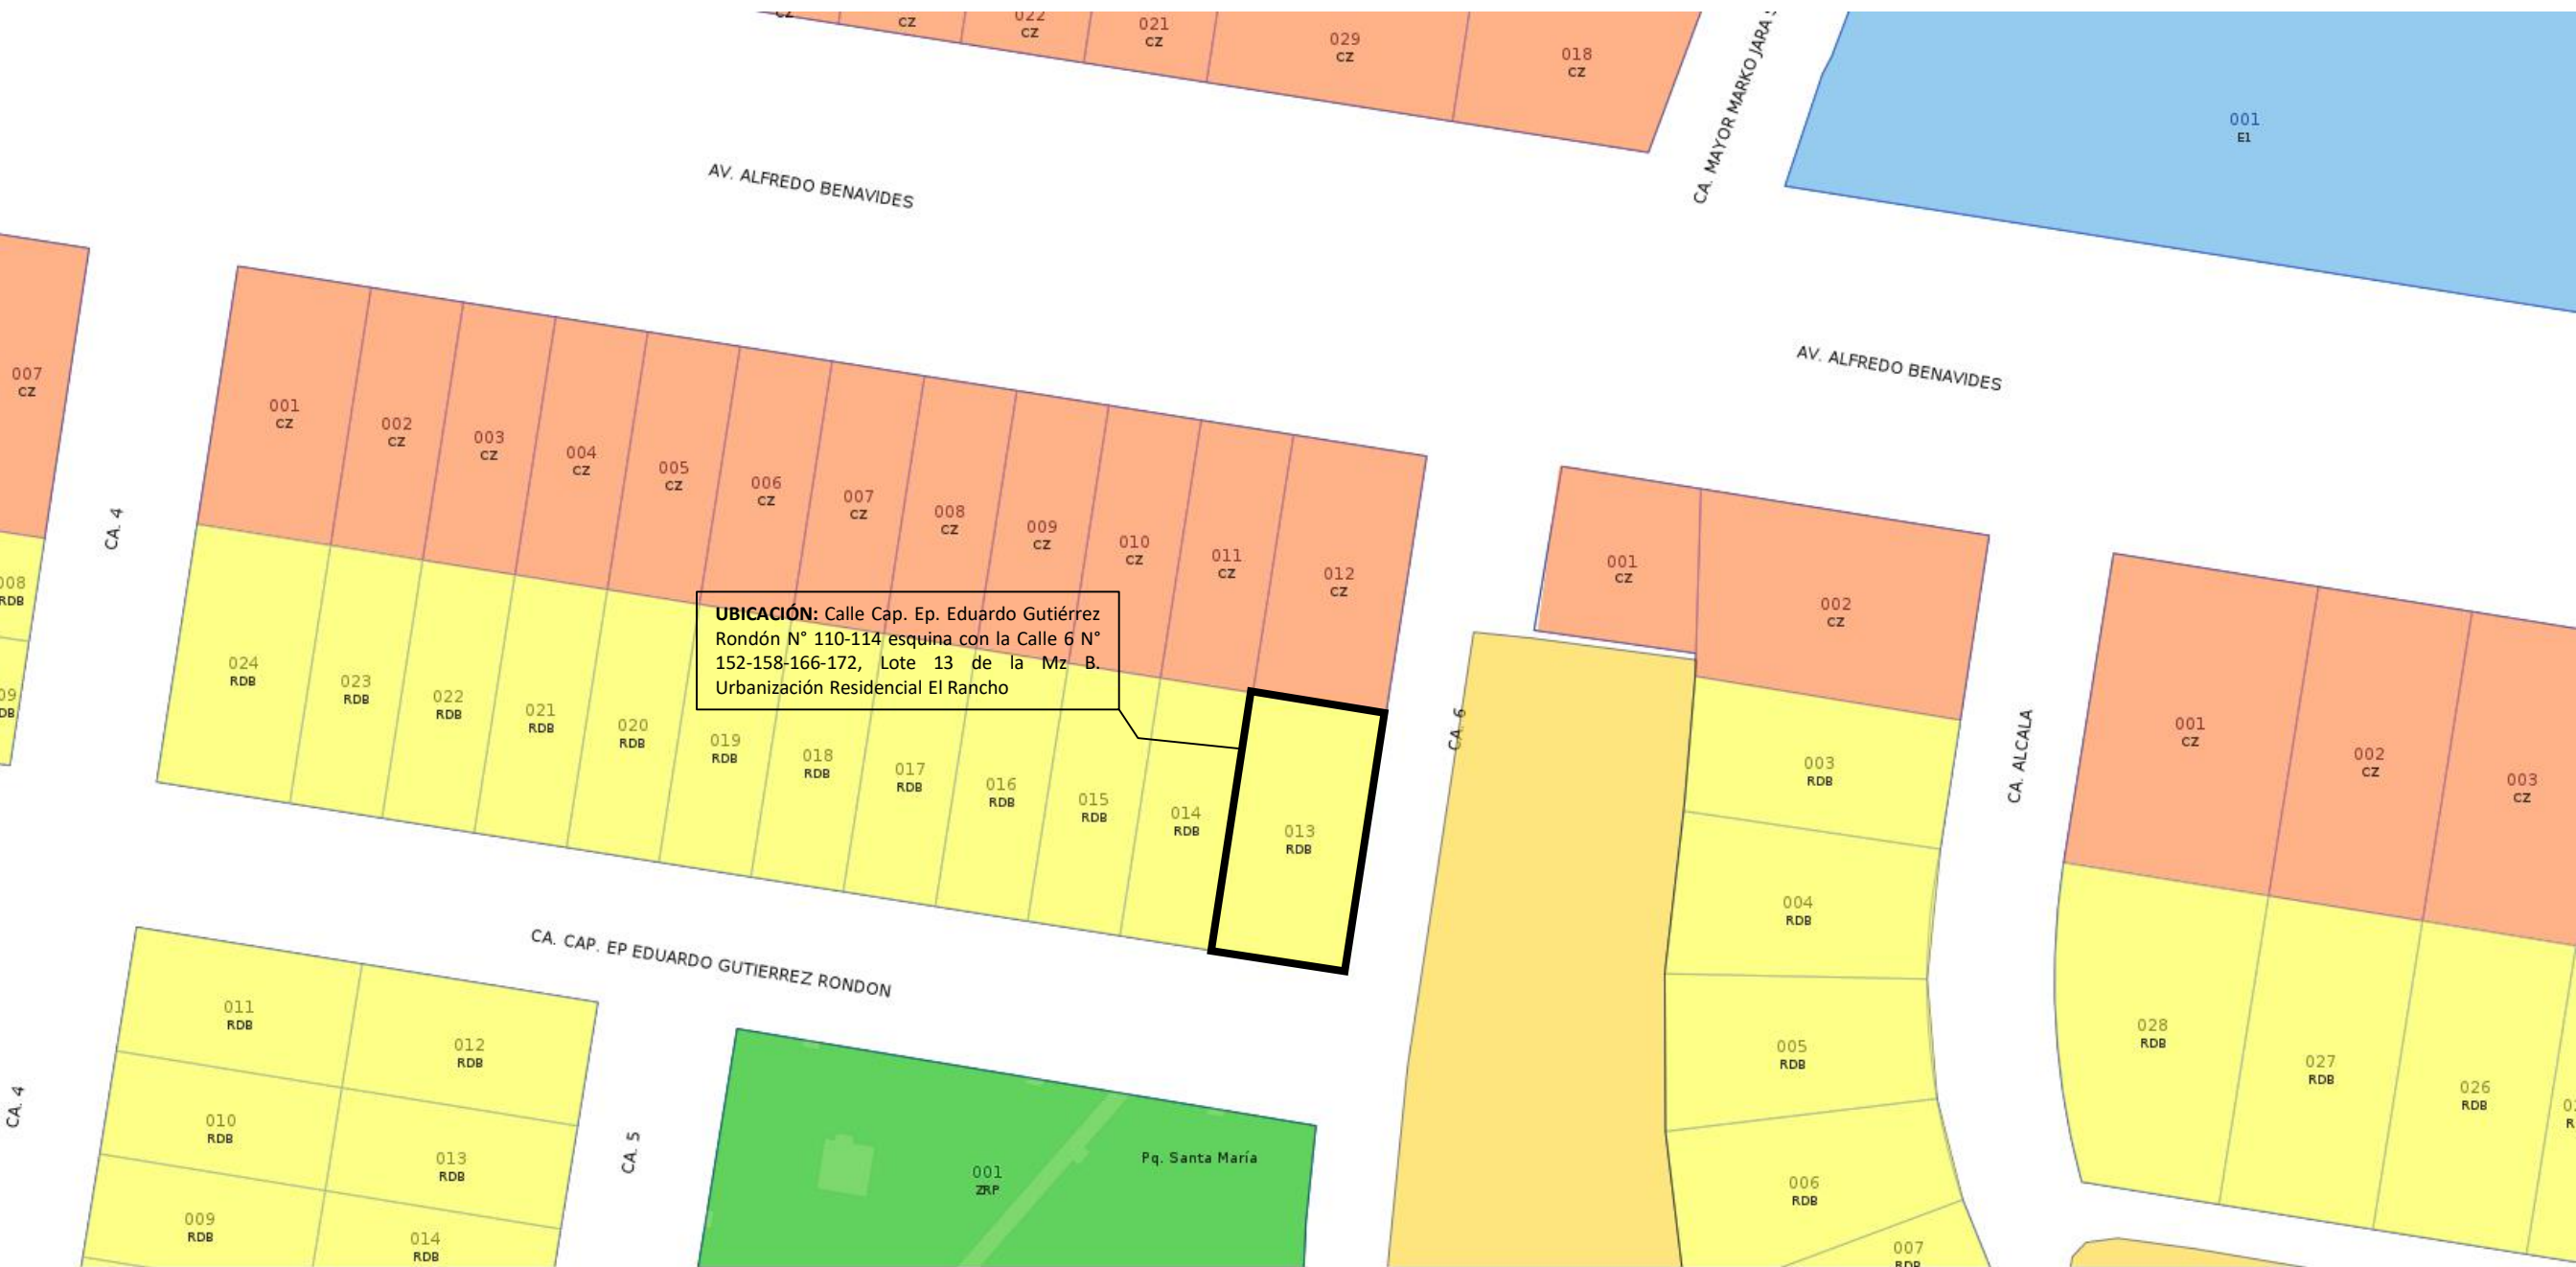 CZ
CZ
022
CZ
021
CZ
029
CZ
018
CZ
CA. MAYOR MARKO JARA
001
E1
AV. ALFREDO BENAVIDES
AV. ALFREDO BENAVIDES
007
CZ
CA. 4
001
CZ
002
CZ
003
CZ
004
CZ
005
CZ
006
CZ
007
CZ
008
CZ
009
CZ
010
CZ
011
CZ
012
CZ
001
CZ
002
CZ
001
CZ
002
CZ
003
CZ
08
RDB
09
DB
UBICACIÓN: Calle Cap. Ep. Eduardo Gutiérrez
Rondón N° 110-114 esquina con la Calle 6 N°
152-158-166-172, Lote 13 de la Mz B.
Urbanización Residencial El Rancho
024
RDB
023
RDB
022
RDB
021
RDB
020
RDB
019
RDB
018
RDB
017
RDB
016
RDB
015
RDB
014
RDB
013
RDB
CA. 6
003
RDB
004
RDB
005
RDB
006
RDB
007
RDB
CA. ALCALA
028
RDB
027
RDB
026
RDB
CA. CAP. EP EDUARDO GUTIERREZ RONDON
011
RDB
012
RDB
010
RDB
013
RDB
009
RDB
014
RDB
CA. 4
CA. 5
001
ZRP
Pq. Santa María